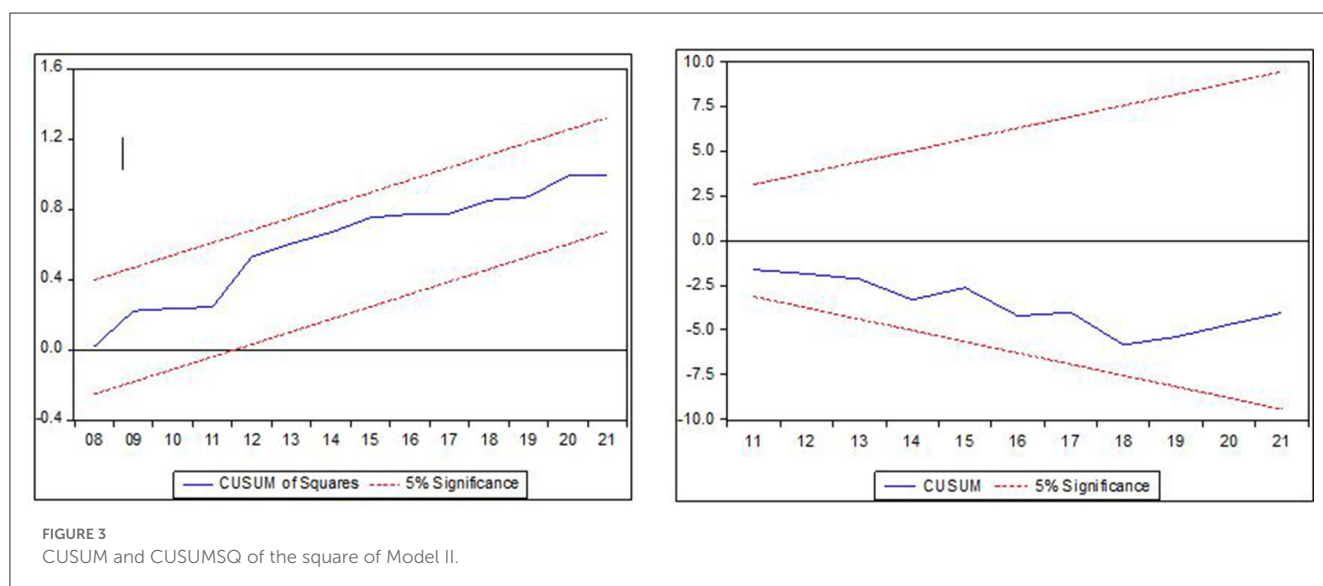 1.6
1.2
0.8
0.4
0.0
-0.4
08 09 10 11 12 13 14 15 16 17 18 19 20 21
CUSUM of Squares 5% Significance
10.0
7.5
5.0
2.5
0.0
-2.5
-5.0
-7.5
-10.0
11 12 13 14 15 16 17 18 19 20 21
CUSUM 5% Significance
FIGURE 3
CUSUM and CUSUMSQ of the square of Model II.